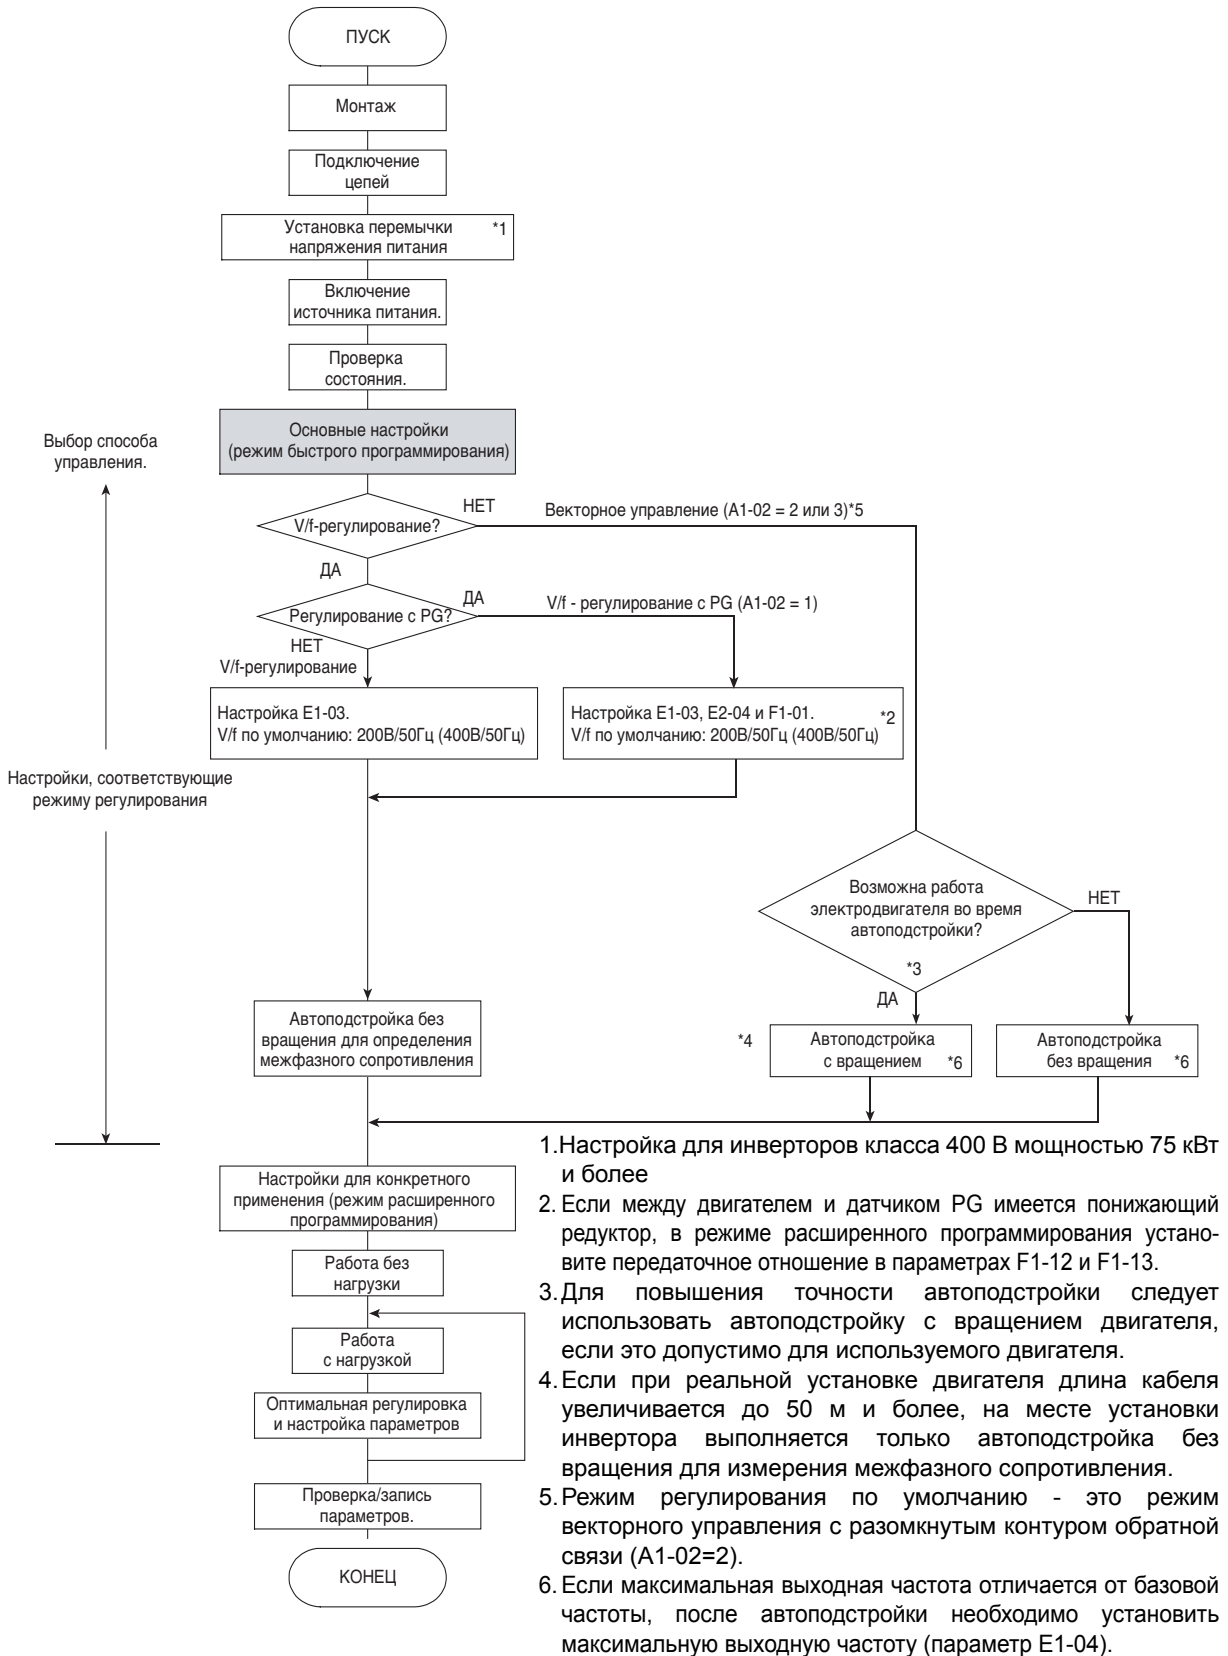 ПУСК
Монтаж
Подключение
цепей
Установка перемычки *1
напряжения питания
Включение
источника питания.
Проверка
состояния.
Основные настройки
(режим быстрого программирования)
Выбор способа
управления.
НЕТ
Векторное управление (A1-02 = 2 или 3)*5
V/f-регулирование?
ДА
ДА
V/f - регулирование с PG (A1-02 = 1)
Регулирование с PG?
НЕТ
V/f-регулирование
Настройка E1-03.
V/f по умолчанию: 200В/50Гц (400В/50Гц)
Настройка E1-03, E2-04 и F1-01. *2
V/f по умолчанию: 200В/50Гц (400В/50Гц)
Настройки, соответствующие
режиму регулирования
Возможна работа
электродвигателя во время
автоподстройки?
*3
НЕТ
ДА
Автоподстройка без
вращения для определения
межфазного сопротивления
*4
Автоподстройка
с вращением *6
Автоподстройка
без вращения *6
Настройки для конкретного
применения (режим расширенного
программирования)
Работа без
нагрузки
Работа
с нагрузкой
Оптимальная регулировка
и настройка параметров
Проверка/запись
параметров.
КОНЕЦ
1.Настройка для инверторов класса 400 В мощностью 75 кВт
и более
2. Если между двигателем и датчиком PG имеется понижающий
редуктор, в режиме расширенного программирования устано-
вите передаточное отношение в параметрах F1-12 и F1-13.
3. Для повышения точности автоподстройки следует
использовать автоподстройку с вращением двигателя,
если это допустимо для используемого двигателя.
4. Если при реальной установке двигателя длина кабеля
увеличивается до 50 м и более, на месте установки
инвертора выполняется только автоподстройка без
вращения для измерения межфазного сопротивления.
5. Режим регулирования по умолчанию - это режим
векторного управления с разомкнутым контуром обратной
связи (A1-02=2).
6. Если максимальная выходная частота отличается от базовой
частоты, после автоподстройки необходимо установить
максимальную выходную частоту (параметр E1-04).